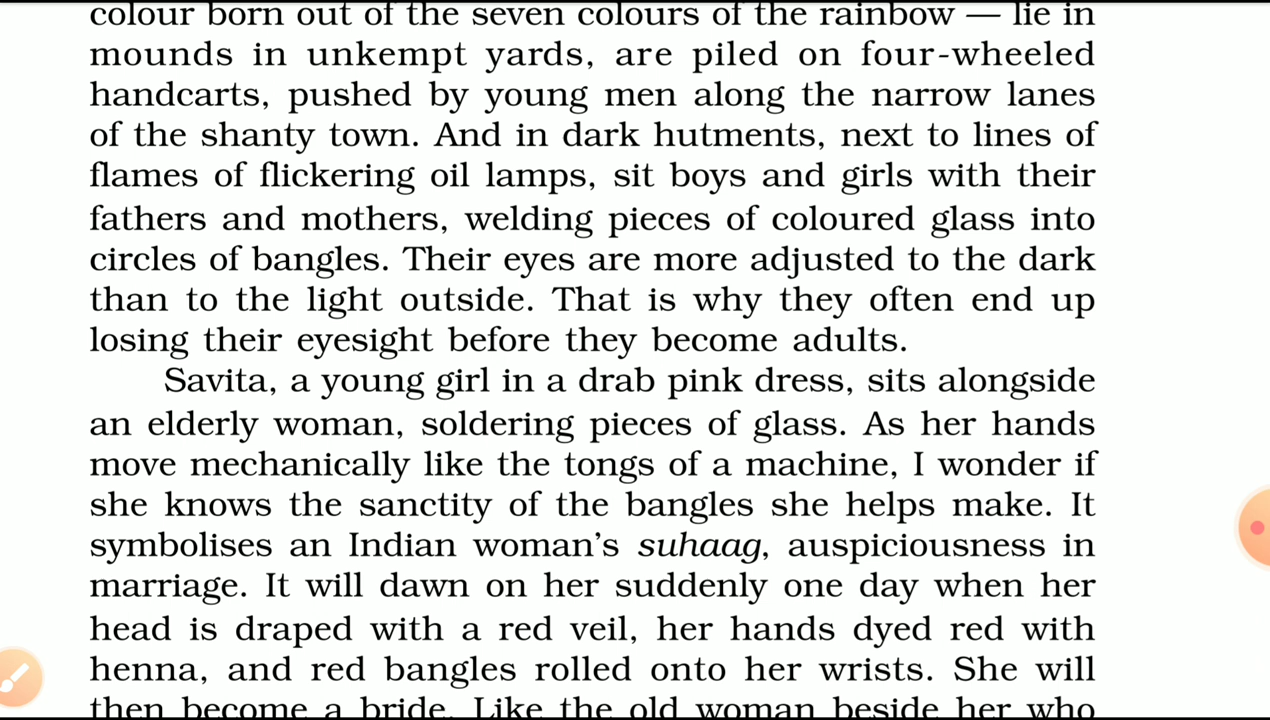 colour born out of the seven colours of the rainbow — lie in
mounds in unkempt yards, are piled on four-wheeled
handcarts, pushed by young men along the narrow lanes
of the shanty town. And in dark hutments, next to lines of
flames of flickering oil lamps, sit boys and girls with their
fathers and mothers, welding pieces of coloured glass into
circles of bangles. Their eyes are more adjusted to the dark
than to the light outside. That is why they often end up
losing their eyesight before they become adults.
Savita, a young girl in a drab pink dress, sits alongside
an elderly woman, soldering pieces of glass. As her hands
move mechanically like the tongs of a machine, I wonder if
she knows the sanctity of the bangles she helps make. It
symbolises an Indian woman’s suhaag, auspiciousness in
marriage. It will dawn on her suddenly one day when her
head is draped with a red veil, her hands dyed red with
henna, and red bangles rolled onto her wrists. She will
then become a bride. Like the old woman beside her who